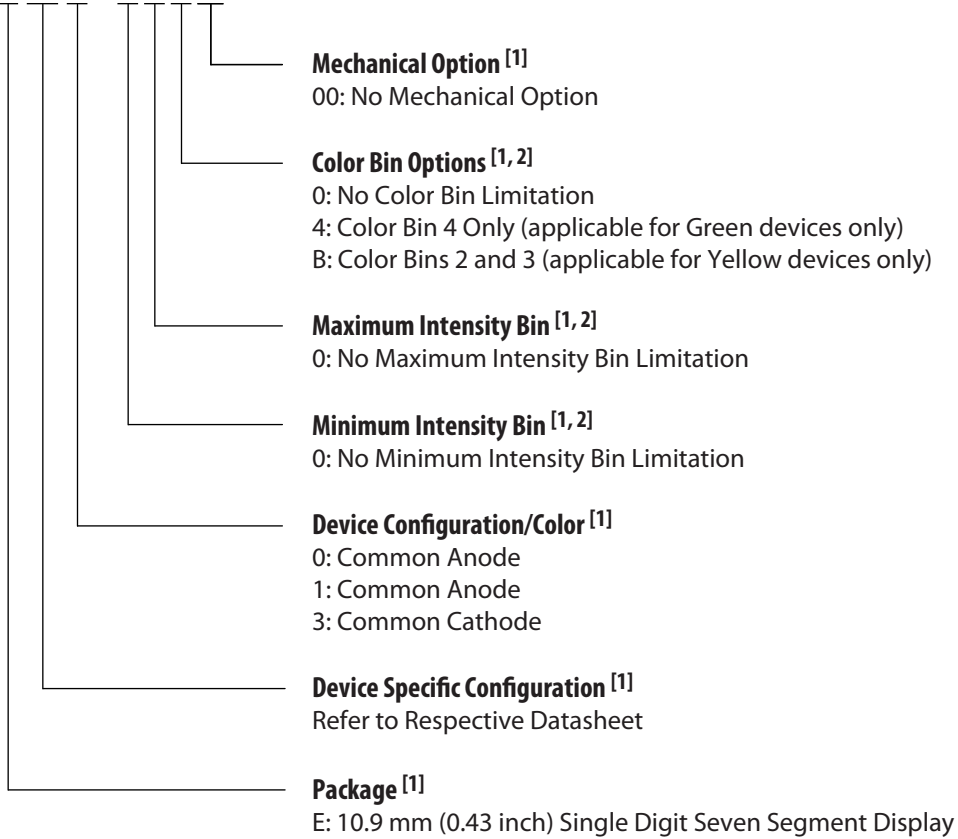 Mechanical Option [1]
00: No Mechanical Option
Color Bin Options [1, 2]
0: No Color Bin Limitation
4: Color Bin 4 Only (applicable for Green devices only)
B: Color Bins 2 and 3 (applicable for Yellow devices only)
Maximum Intensity Bin [1, 2]
0: No Maximum Intensity Bin Limitation
Minimum Intensity Bin [1, 2]
0: No Minimum Intensity Bin Limitation
Device Configuration/Color [1]
0: Common Anode
1: Common Anode
3: Common Cathode
Device Specific Configuration [1]
Refer to Respective Datasheet
Package [1]
E: 10.9 mm (0.43 inch) Single Digit Seven Segment Display